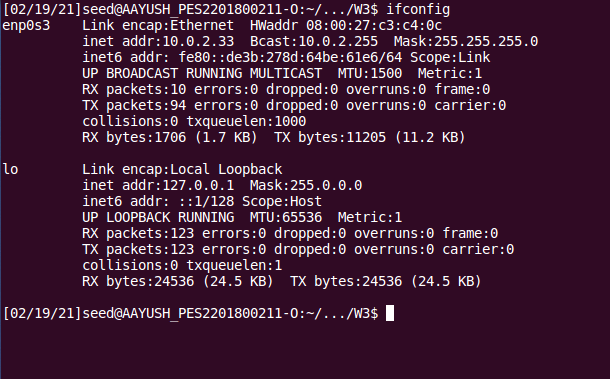 [02/19/21]seed@AAYUSH_PES2201800211-O:~/.../W3$ ifconfig
enp0s3    Link encap:Ethernet  HWaddr 08:00:27:c3:c4:0c
          inet addr:10.0.2.33  Bcast:10.0.2.255  Mask:255.255.255.0
          inet6 addr: fe80::de3b:278d:64be:61e6/64 Scope:Link
          UP BROADCAST RUNNING MULTICAST  MTU:1500  Metric:1
          RX packets:10 errors:0 dropped:0 overruns:0 frame:0
          TX packets:94 errors:0 dropped:0 overruns:0 carrier:0
          collisions:0 txqueuelen:1000
          RX bytes:1706 (1.7 KB)  TX bytes:11205 (11.2 KB)

lo        Link encap:Local Loopback
          inet addr:127.0.0.1  Mask:255.0.0.0
          inet6 addr: ::1/128 Scope:Host
          UP LOOPBACK RUNNING  MTU:65536  Metric:1
          RX packets:123 errors:0 dropped:0 overruns:0 frame:0
          TX packets:123 errors:0 dropped:0 overruns:0 carrier:0
          collisions:0 txqueuelen:1
          RX bytes:24536 (24.5 KB)  TX bytes:24536 (24.5 KB)

[02/19/21]seed@AAYUSH_PES2201800211-O:~/.../W3$